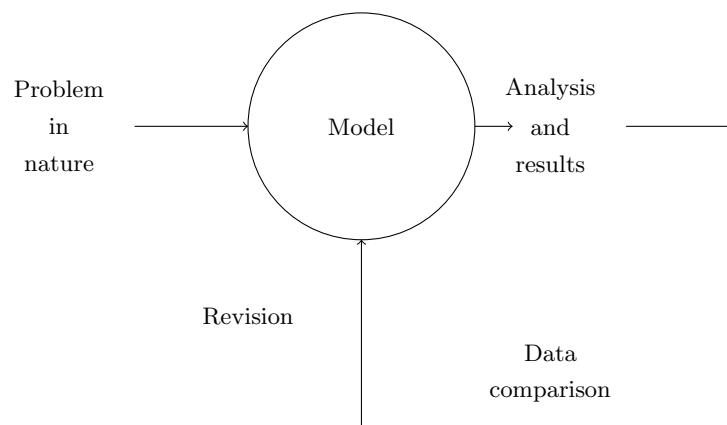 Problem
in
nature
Model
Analysis
and
results
Revision
Data
comparison